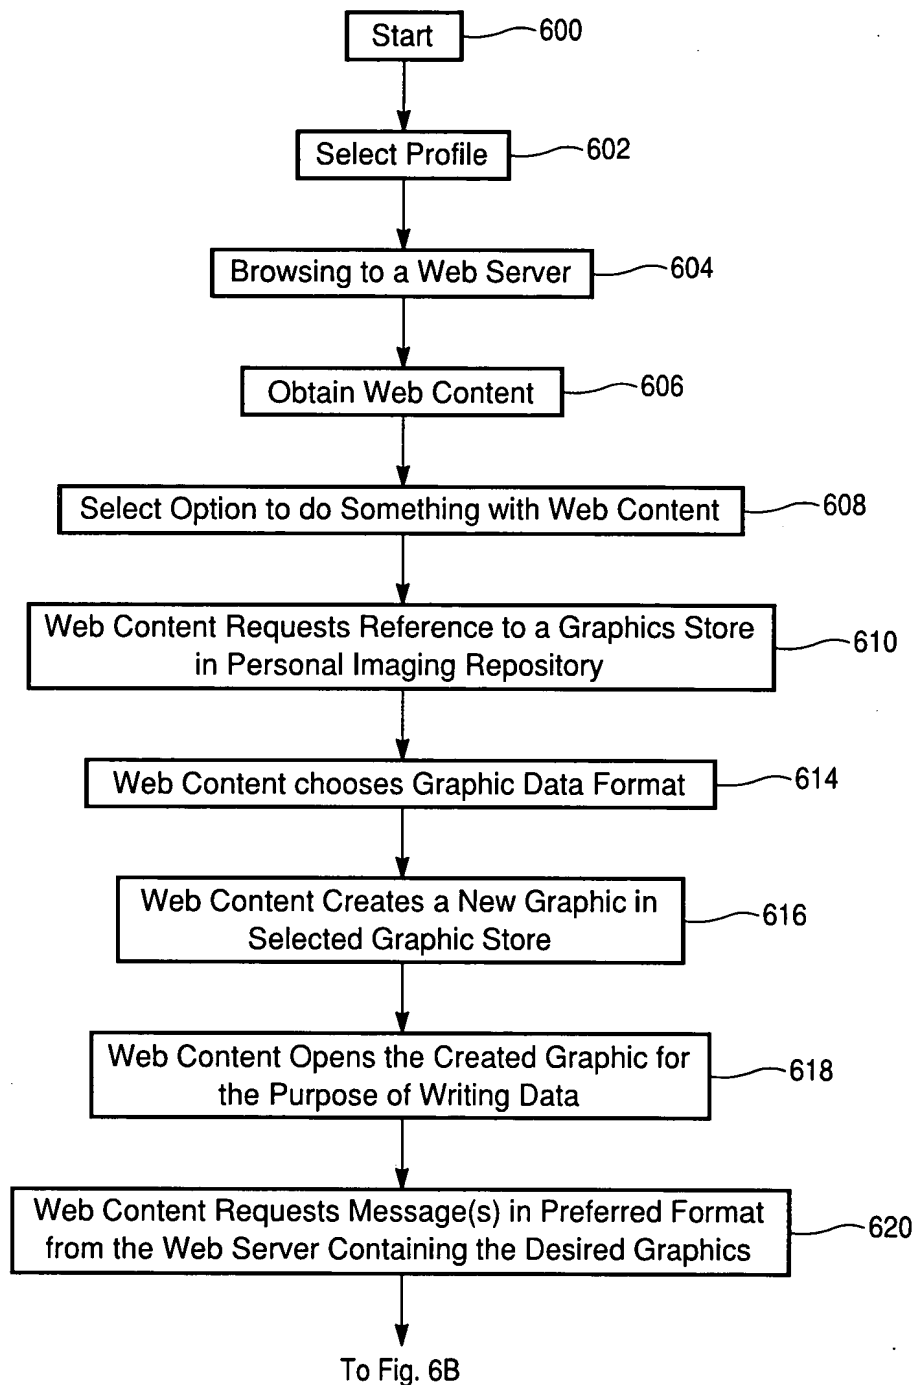 Start
600
Select Profile
602
Browsing to a Web Server
604
Obtain Web Content
606
Select Option to do Something with Web Content
608
Web Content Requests Reference to a Graphics Store
in Personal Imaging Repository
610
Web Content chooses Graphic Data Format
614
Web Content Creates a New Graphic in
Selected Graphic Store
616
Web Content Opens the Created Graphic for
the Purpose of Writing Data
618
Web Content Requests Message(s) in Preferred Format
from the Web Server Containing the Desired Graphics
620
To Fig. 6B